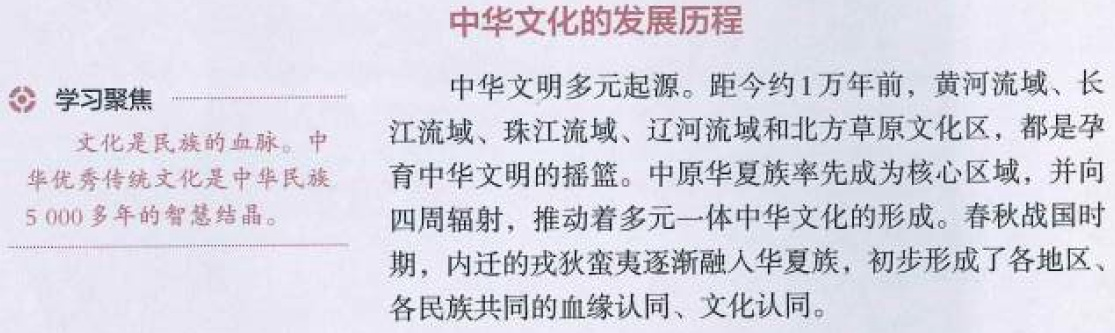 中华文化的发展历程
学习聚焦
文化是民族的血脉。中
华优秀传统文化是中华民族
5 000多年的智慧结晶。
中华文明多元起源。距今约1万年前，黄河流域、长
江流域、珠江流域、辽河流域和北方草原文化区，都是孕
育中华文明的摇篮。中原华夏族率先成为核心区域，并向
四周辐射，推动着多元一体中华文化的形成。春秋战国时
期，内迁的戎狄蛮夷逐渐融入华夏族，初步形成了各地区、
各民族共同的血缘认同、文化认同。